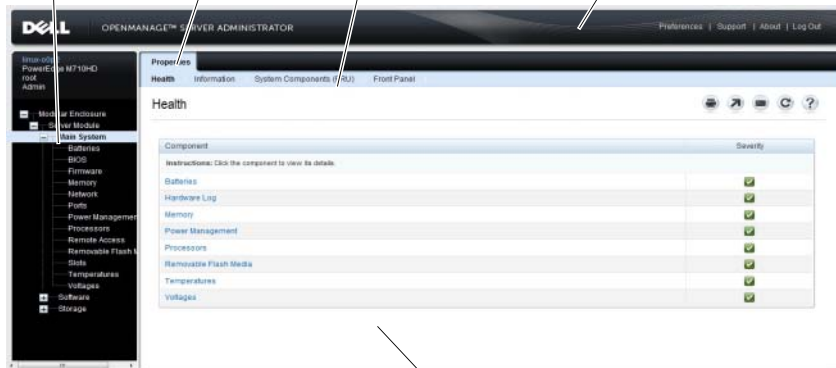 DELL OPENMANAGE™ SERVER ADMINISTRATOR Preferences | Support | About | Log Out
PowerEdge M710HD
root
Admin
Modular Enclosure
Server Module
Main System
Batteries
BIOS
Firmware
Memory
Network
Ports
Power Managemen
Processors
Remote Access
Removable Flash M
Slots
Temperatures
Voltages
Software
Storage
Properties
Health Information System Components (FRU) Front Panel
Health
Component Severity
Instructions: Click the component to view its details.
Batteries
Hardware Log
Memory
Power Management
Processors
Removable Flash Media
Temperatures
Voltages